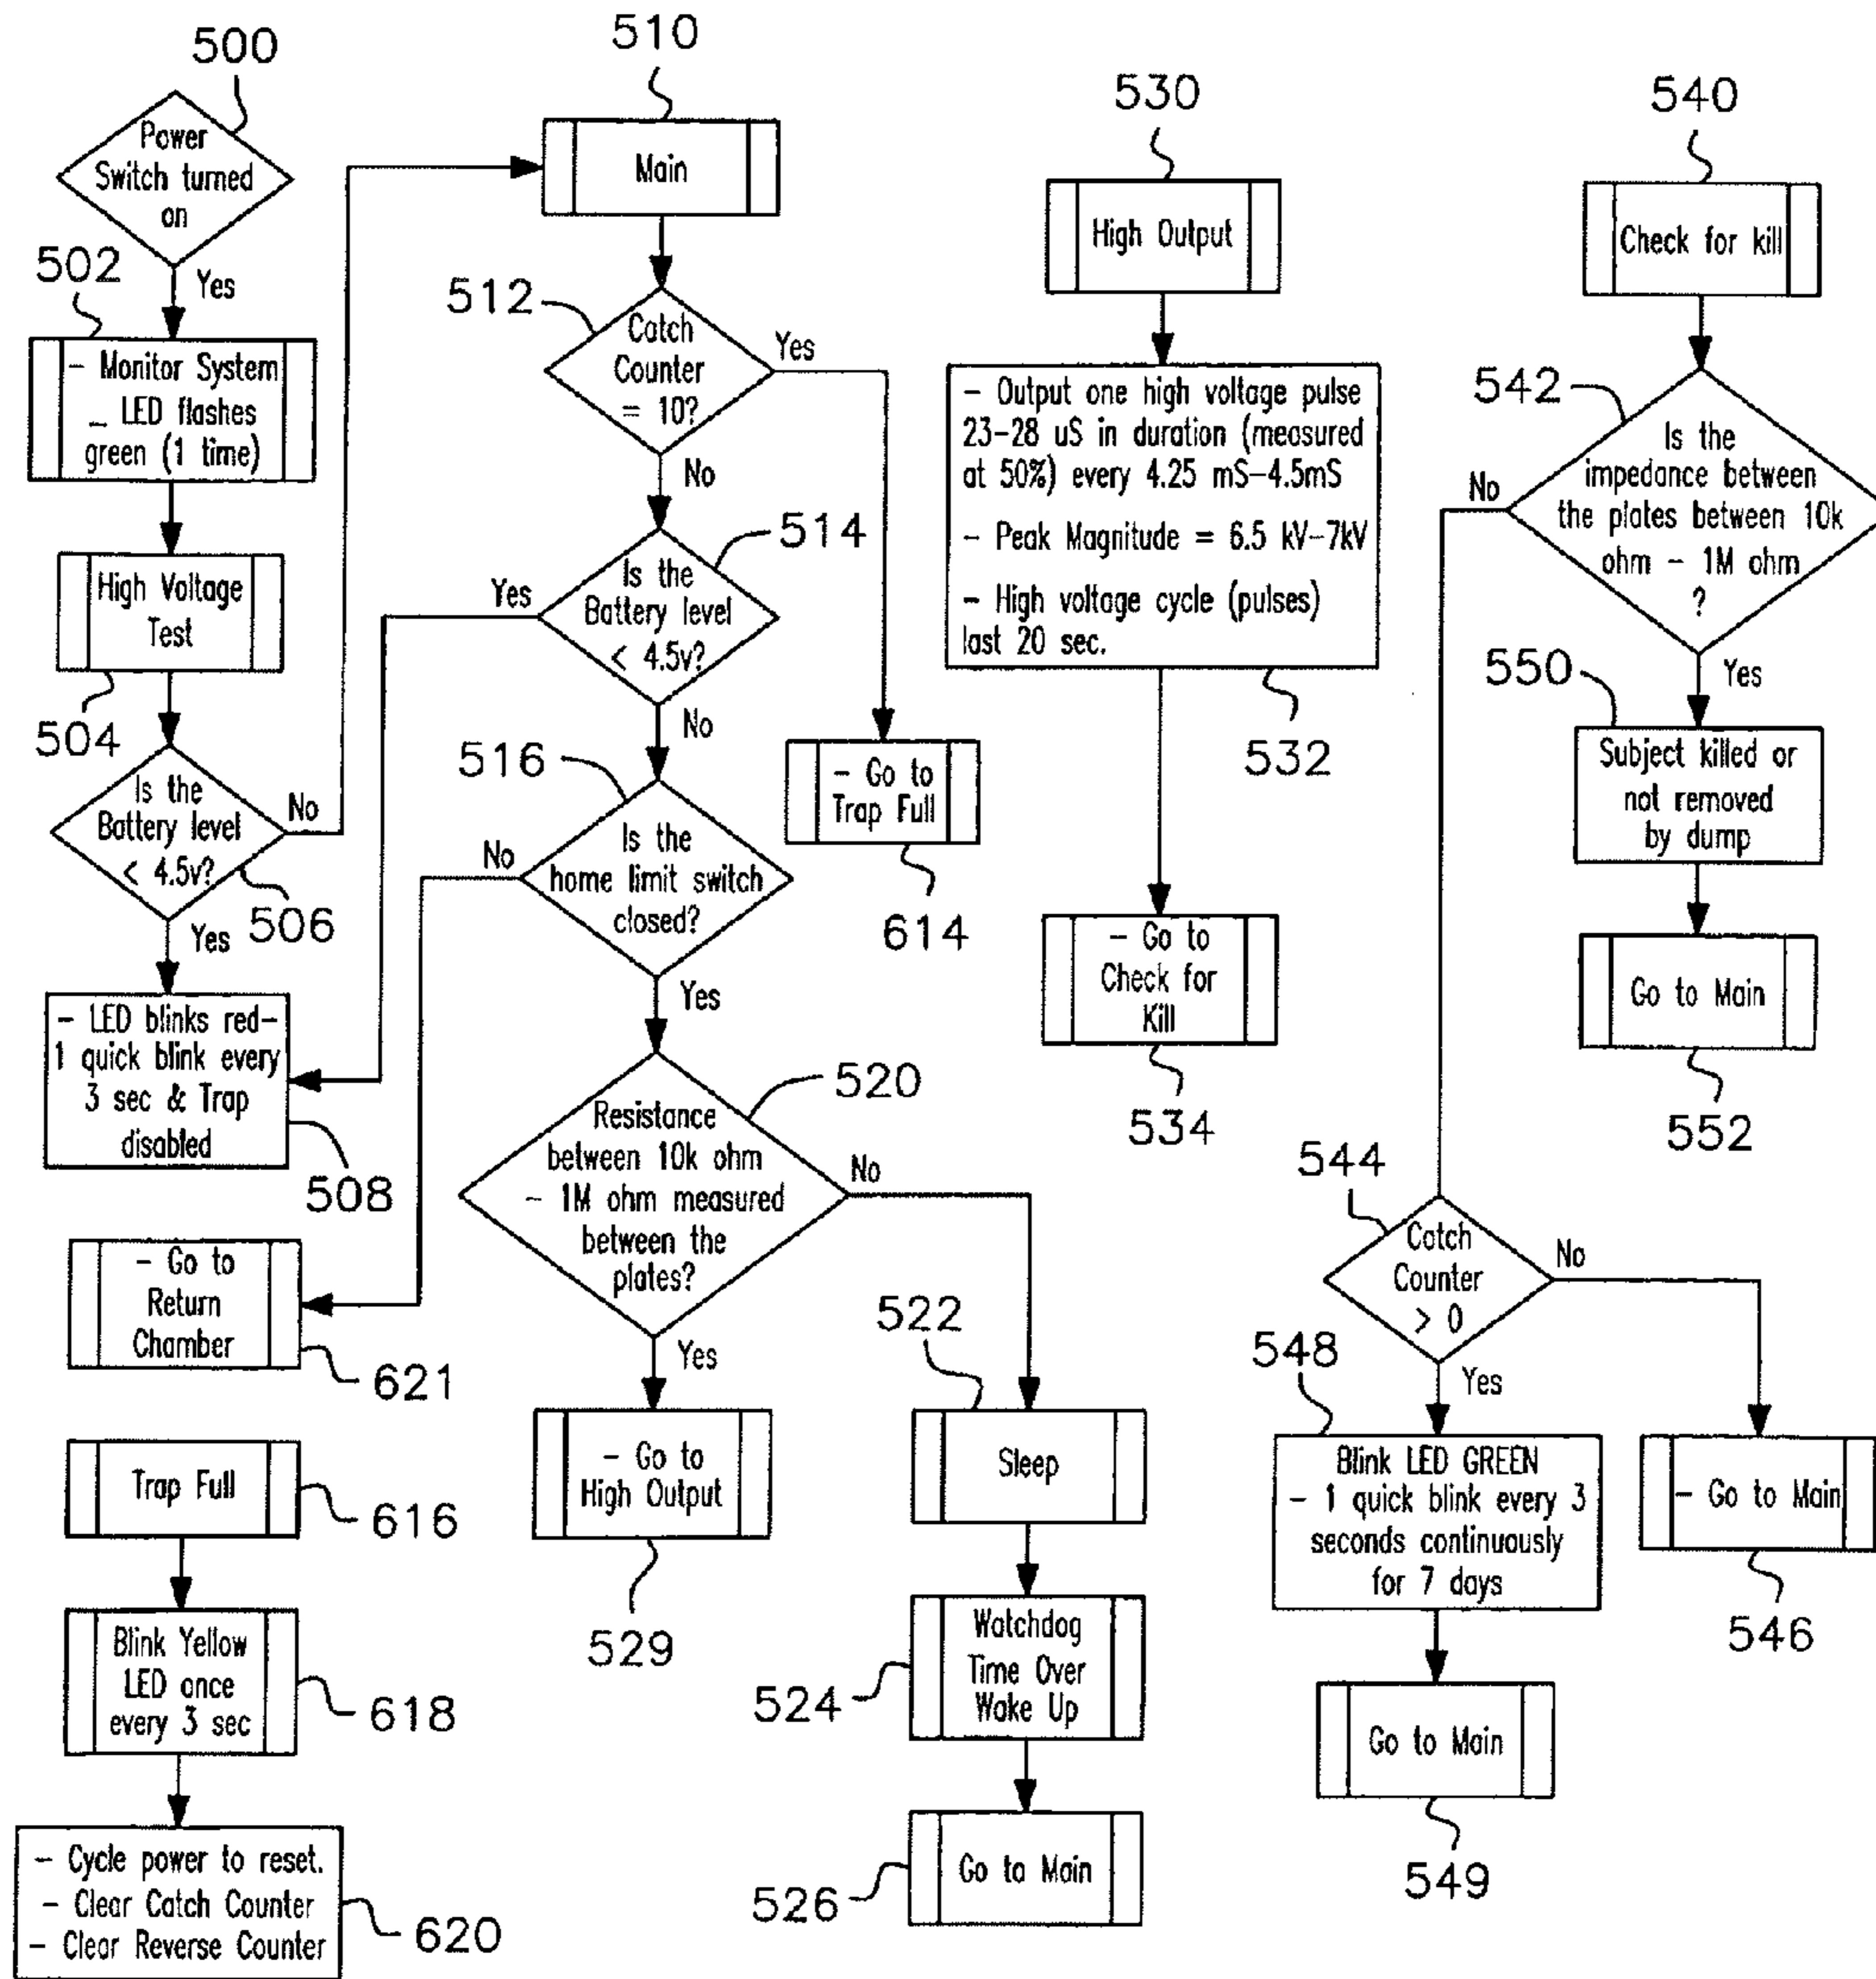 500
Power
Switch turned
on
Yes
502
- Monitor System
_ LED flashes
green (1 time)
High Voltage
Test
504
Is the
Battery level
< 4.5v?
No
506
Yes
- LED blinks red-
1 quick blink every
3 sec & Trap
disabled
508
- Go to
Return
Chamber
621
Trap Full
616
Blink Yellow
LED once
every 3 sec
618
- Cycle power to reset.
- Clear Catch Counter
- Clear Reverse Counter
620
510
Main
512
Catch
Counter
= 10?
Yes
No
514
Is the
Battery level
< 4.5v?
Yes
No
- Go to
Trap Full
614
516
Is the
home limit switch
closed?
No
Yes
520
Resistance
between 10k ohm
- 1M ohm measured
between the
plates?
No
Yes
- Go to
High Output
529
522
Sleep
Watchdog
Time Over
Wake Up
524
Go to Main
526
530
High Output
- Output one high voltage pulse
23-28 uS in duration (measured
at 50%) every 4.25 mS-4.5mS
- Peak Magnitude = 6.5 kV-7kV
- High voltage cycle (pulses)
last 20 sec.
532
- Go to
Check for
Kill
534
540
Check for kill
542
Is the
impedance between
the plates between 10k
ohm - 1M ohm
?
No
Yes
550
Subject killed or
not removed
by dump
Go to Main
552
544
Catch
Counter
> 0
No
Yes
548
Blink LED GREEN
- 1 quick blink every 3
seconds continuously
for 7 days
Go to Main
549
- Go to Main
546